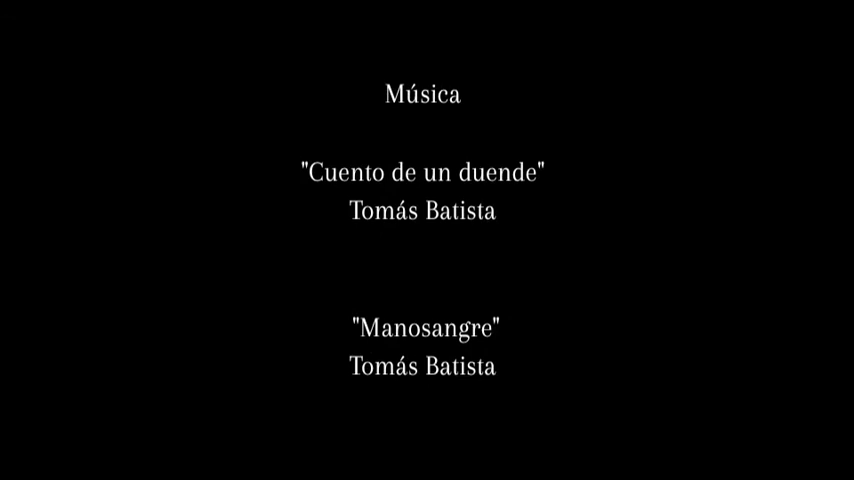 Música
"Cuento de un duende"
Tomás Batista
"Manosangre"
Tomás Batista